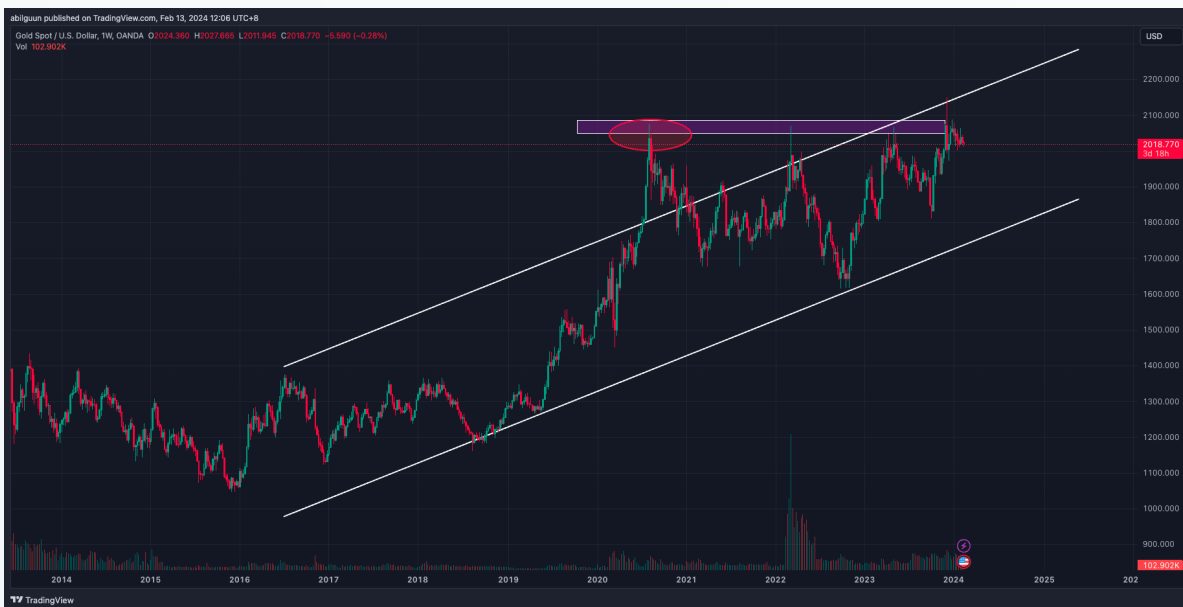 abilguun published on TradingView.com, Feb 13, 2024 12:06 UTC+8
Gold Spot / U.S. Dollar, 1W, OANDA O2024.360 H2027.665 L2011.945 C2018.770 −5.590 (−0.28%)
Vol 102.902K
USD
2200.000
2100.000
2018.770
3d 18h
1900.000
1800.000
1700.000
1600.000
1500.000
1400.000
1300.000
1200.000
1100.000
1000.000
900.000
102.902K
2014 2015 2016 2017 2018 2019 2020 2021 2022 2023 2024 2025 202
TradingView